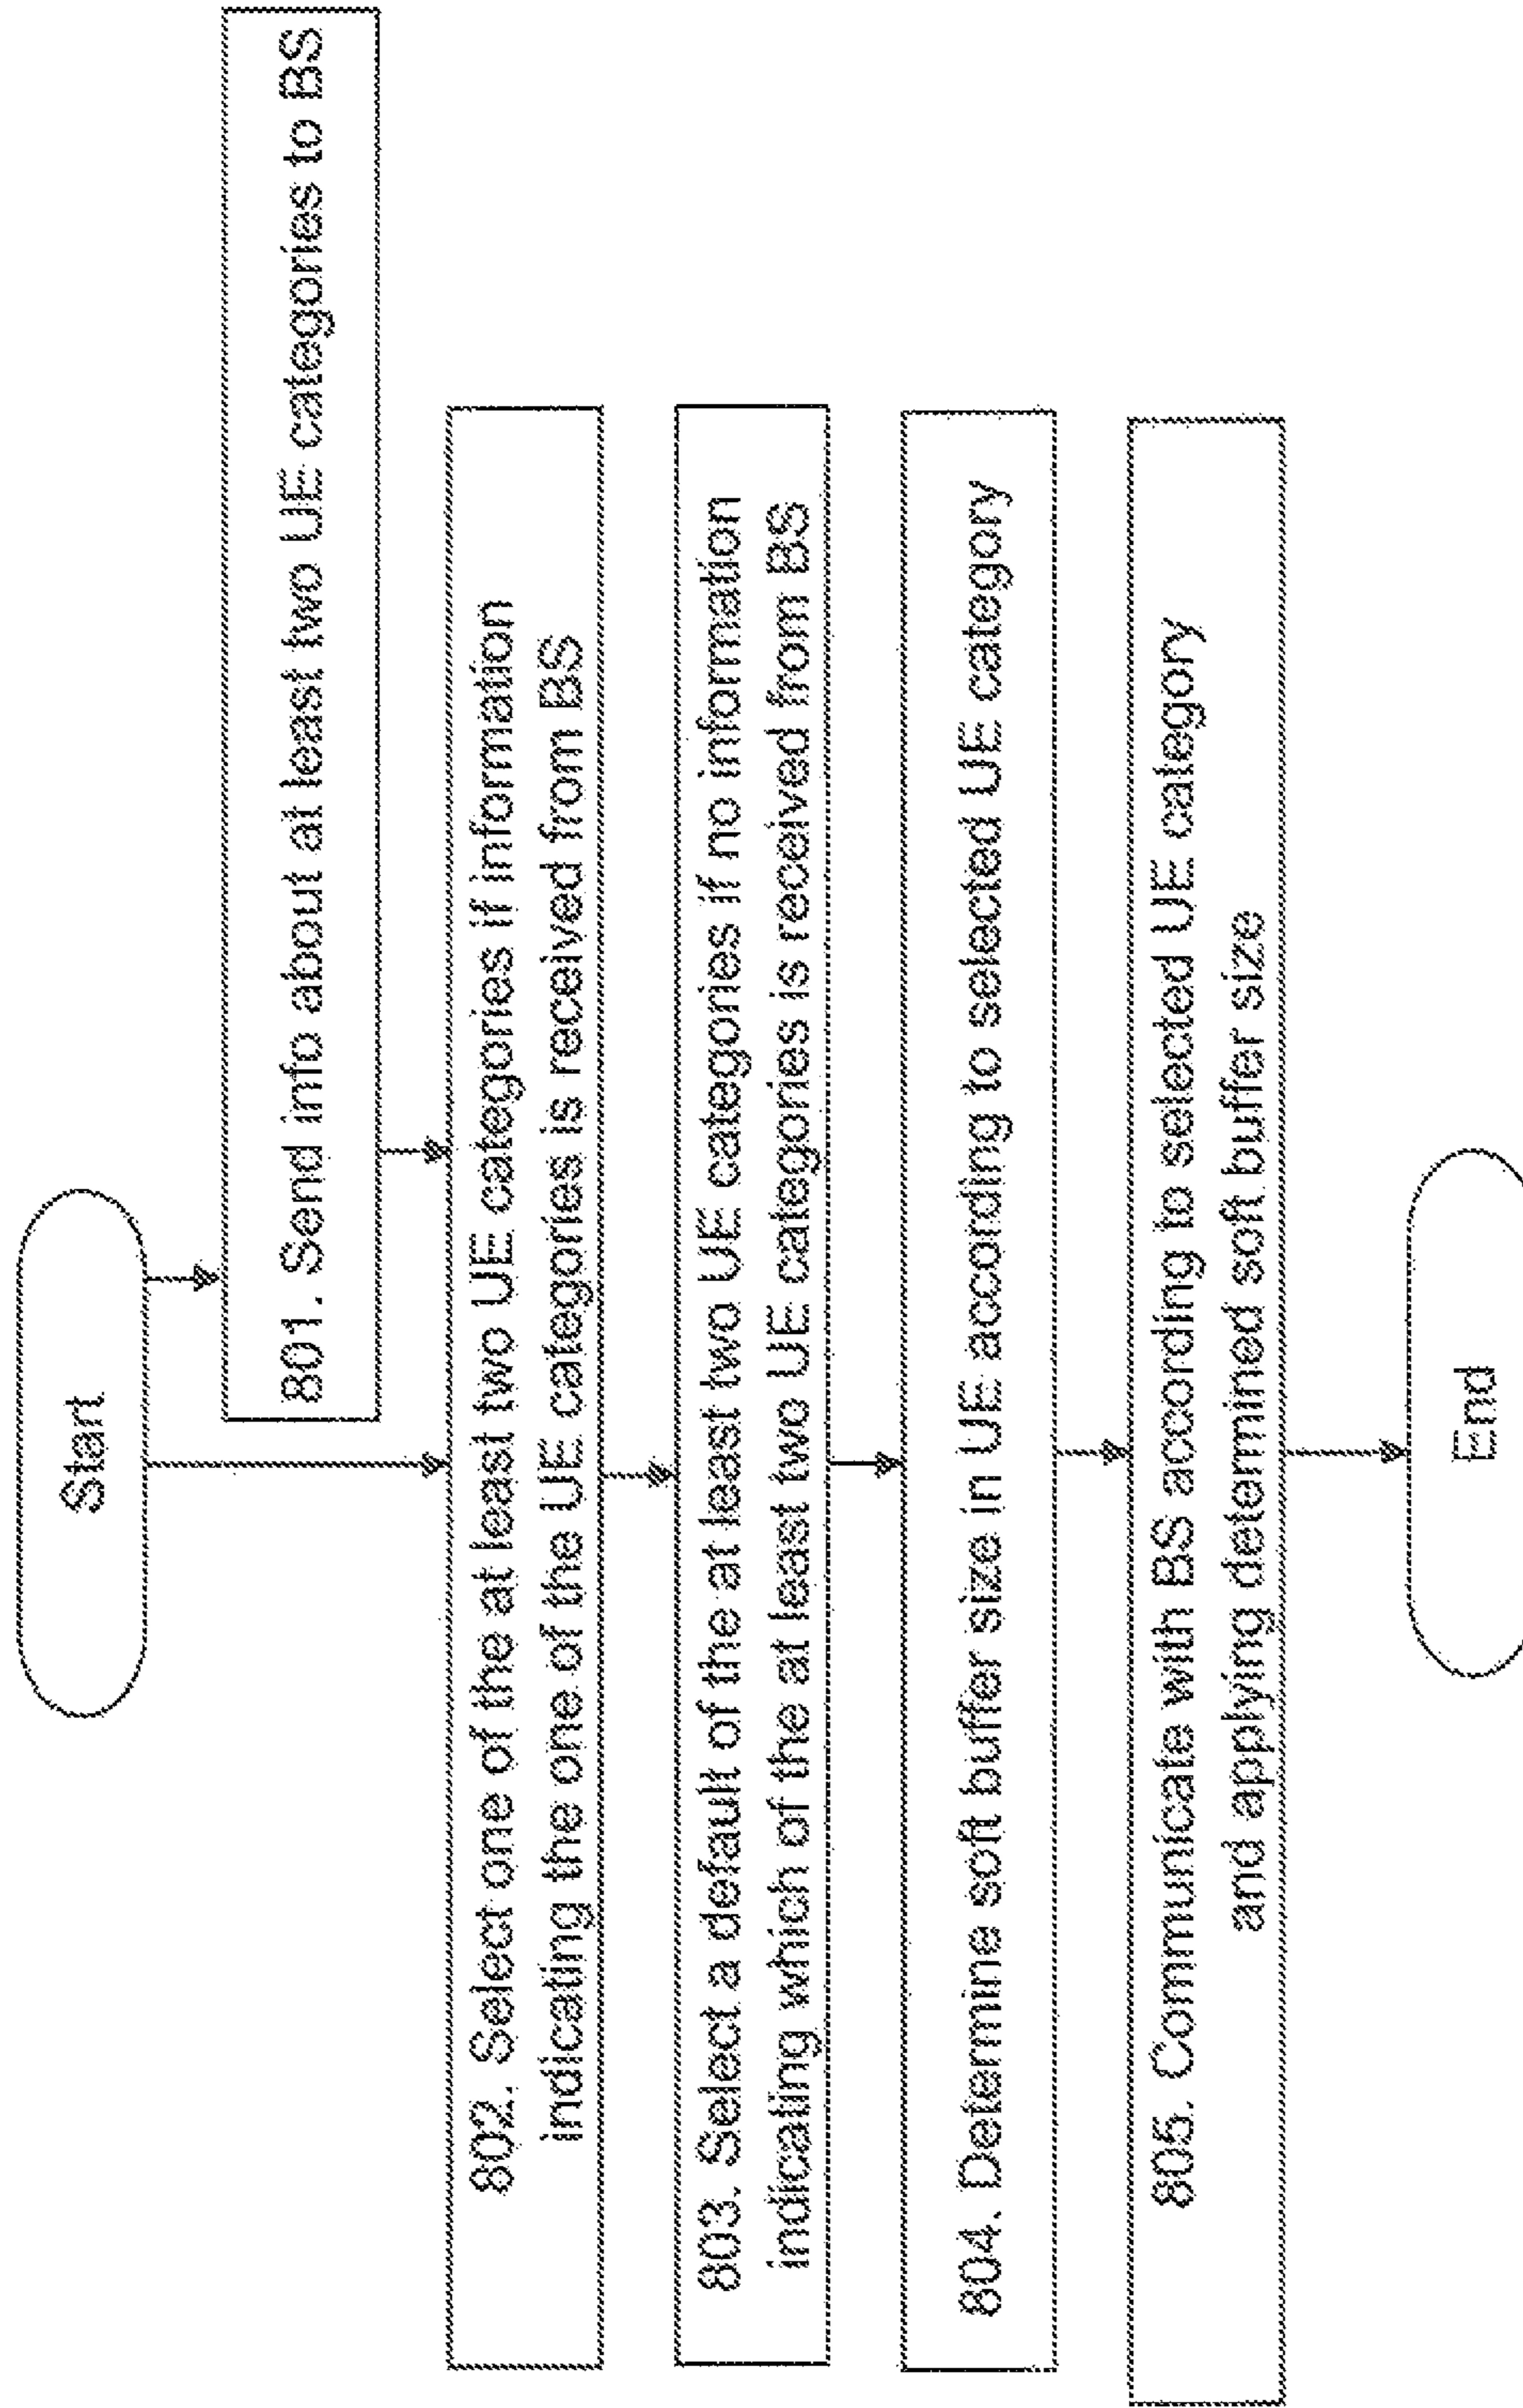 Start
801. Send info about at least two UE categories to BS
802. Select one of the at least two UE categories if information
indicating the one of the UE categories is received from BS
803. Select a default of the at least two UE categories if no information
indicating which of the at least two UE categories is received from BS
804. Determine soft buffer size in UE according to selected UE category
805. Communicate with BS according to selected UE category
and applying determined soft buffer size
End